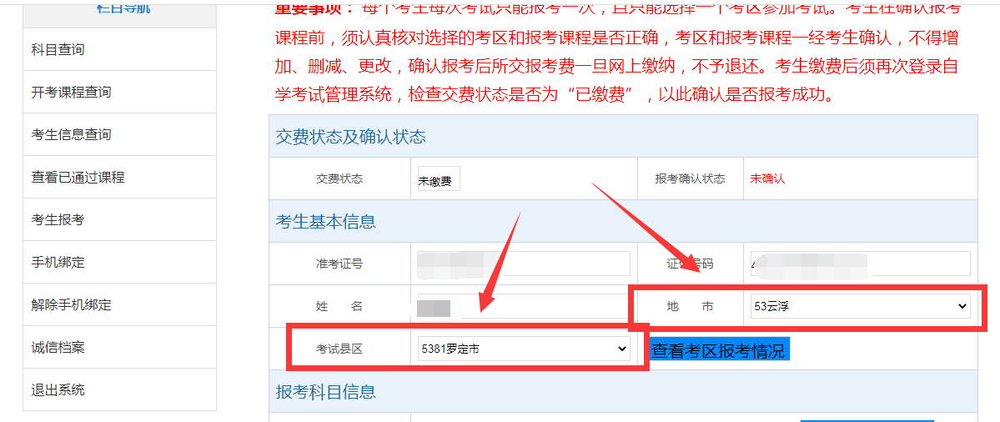 栏目导航
科目查询
开考课程查询
考生信息查询
查看已通过课程
考生报考
手机绑定
解除手机绑定
诚信档案
退出系统
重要事项：每个考生每次考试只能报考一次，且只能选择一个考区参加考试。考生在确认报考
课程前，须认真核对选择的考区和报考课程是否正确，考区和报考课程一经考生确认，不得增
加、删减、更改，确认报考后所交报考费一旦网上缴纳，不予退还。考生缴费后须再次登录自
学考试管理系统，检查交费状态是否为“已缴费”，以此确认是否报考成功。
交费状态及确认状态
交费状态 未缴费 报考确认状态 未确认
考生基本信息
准考证号 证件号码
姓 名 地 市 53云浮
考试县区 5381罗定市 查看考区报考情况
报考科目信息